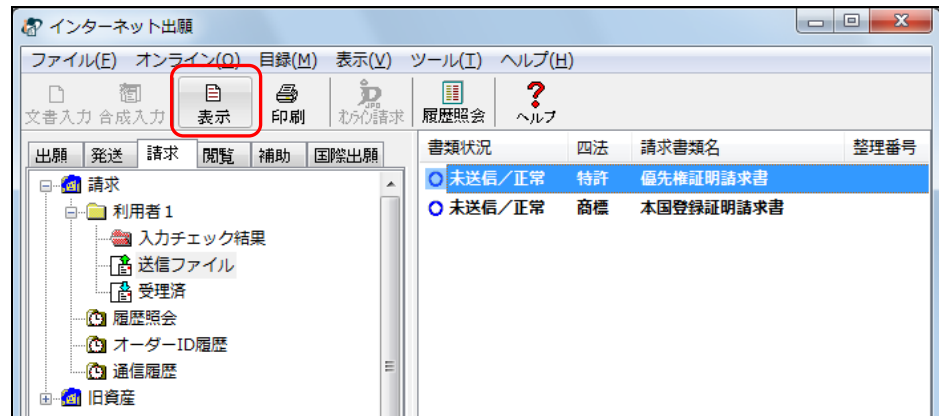 インターネット出願
ファイル(F) オンライン(O) 目録(M) 表示(V) ツール(T) ヘルプ(H)
文書入力 合成入力 表示 印刷 オンライン請求 履歴照会 ヘルプ
出願 発送 請求 閲覧 補助 国際出願
書類状況 四法 請求書類名 整理番号
未送信／正常 特許 優先権証明請求書
未送信／正常 商標 本国登録証明請求書
請求
利用者１
入力チェック結果
送信ファイル
受理済
履歴照会
オーダーID履歴
通信履歴
旧資産